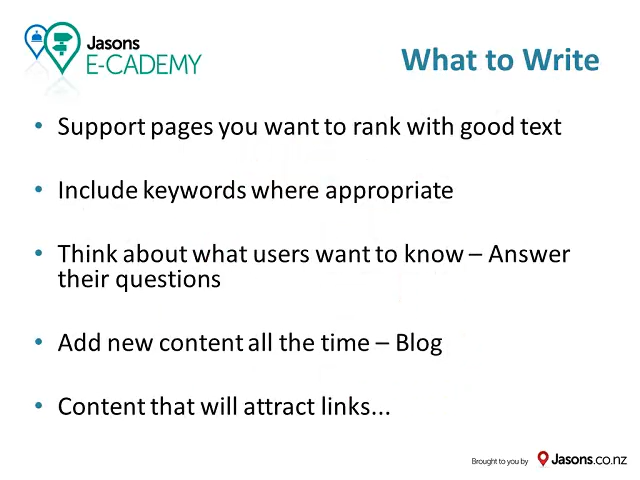 Jasons
E-CADEMY
What to Write
• Support pages you want to rank with good text
• Include keywords where appropriate
• Think about what users want to know – Answer
their questions
• Add new content all the time – Blog
• Content that will attract links...
Brought to you by Jasons.co.nz